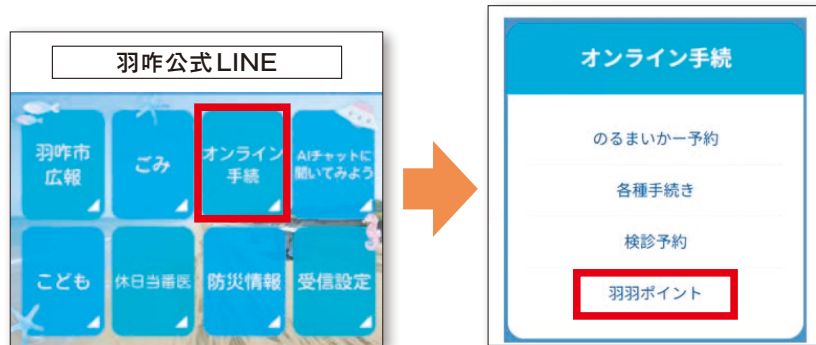 羽咋公式LINE
羽咋市
広報
ごみ
オンライン
手続
AIチャットに
聞いてみよう
こども
休日当番医
防災情報
受信設定
オンライン手続
のるまいかー予約
各種手続き
検診予約
羽羽ポイント